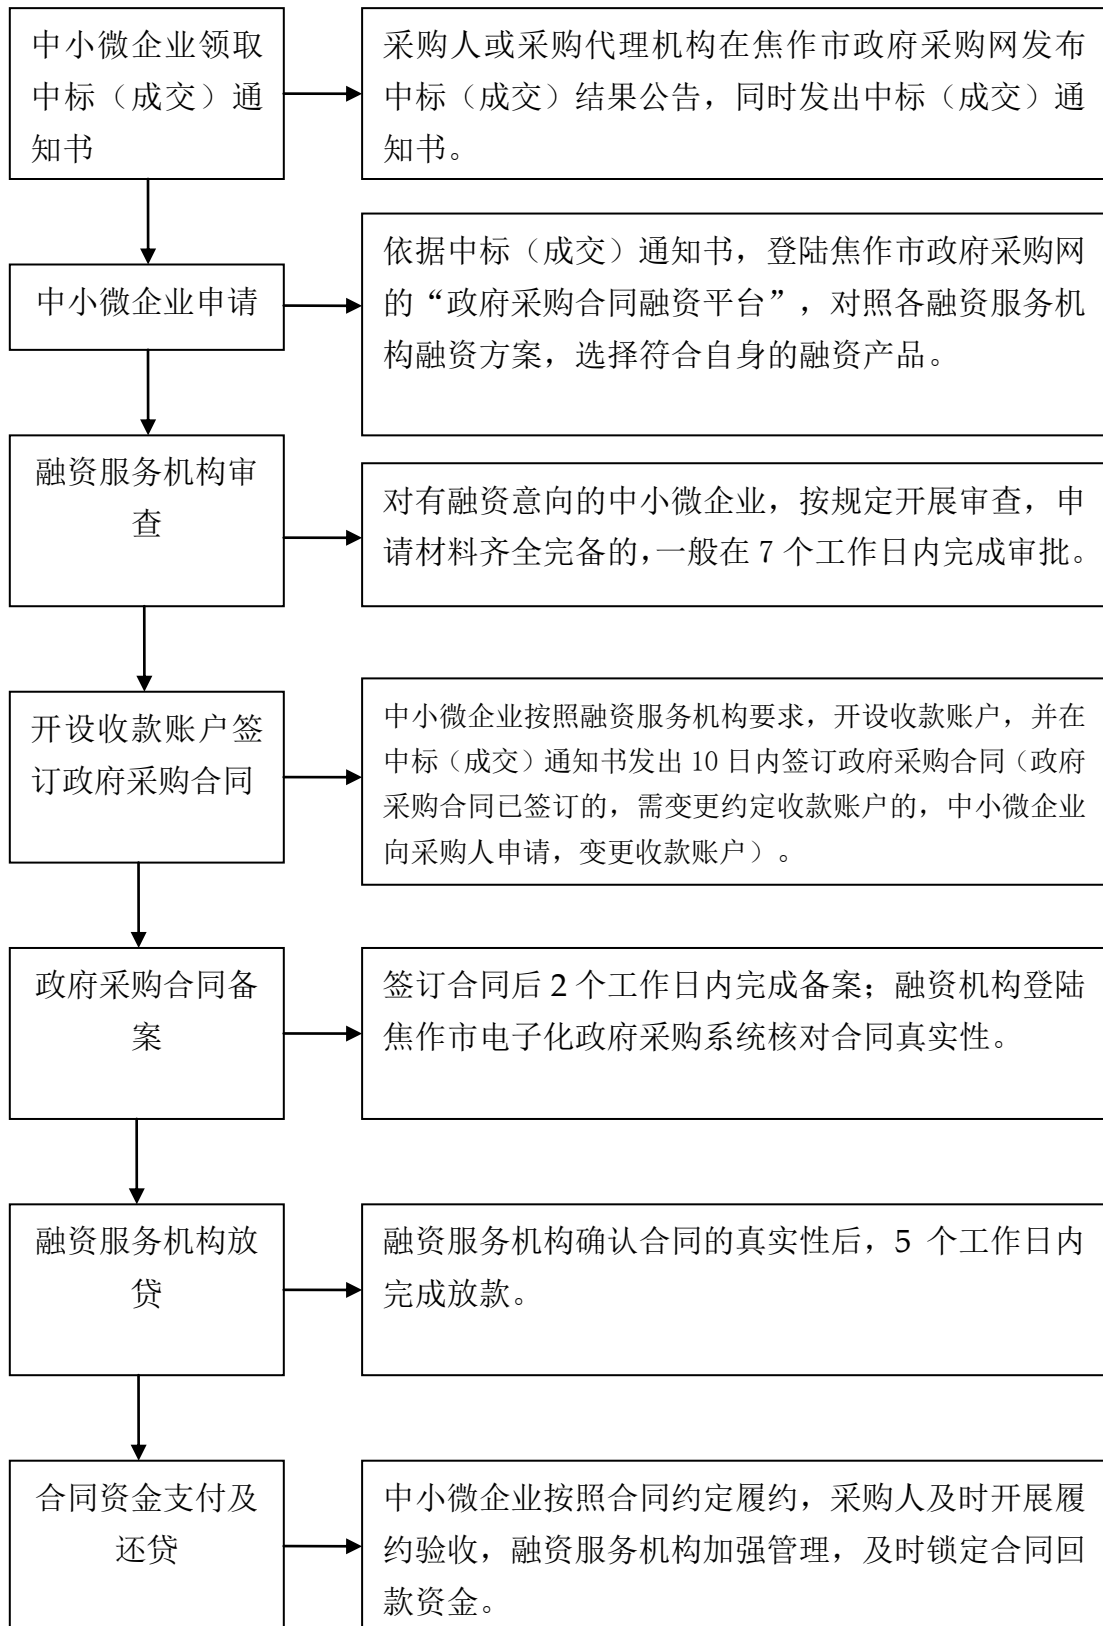 中小微企业领取
中标（成交）通
知书
采购人或采购代理机构在焦作市政府采购网发布
中标（成交）结果公告，同时发出中标（成交）通
知书。
中小微企业申请
依据中标（成交）通知书，登陆焦作市政府采购网
的“政府采购合同融资平台”，对照各融资服务机
构融资方案，选择符合自身的融资产品。
融资服务机构审
查
对有融资意向的中小微企业，按规定开展审查，申
请材料齐全完备的，一般在 7 个工作日内完成审批。
开设收款账户签
订政府采购合同
中小微企业按照融资服务机构要求，开设收款账户，并在
中标（成交）通知书发出 10 日内签订政府采购合同（政府
采购合同已签订的，需变更约定收款账户的，中小微企业
向采购人申请，变更收款账户）。
政府采购合同备
案
签订合同后 2 个工作日内完成备案；融资机构登陆
焦作市电子化政府采购系统核对合同真实性。
融资服务机构放
贷
融资服务机构确认合同的真实性后，5 个工作日内
完成放款。
合同资金支付及
还贷
中小微企业按照合同约定履约，采购人及时开展履
约验收，融资服务机构加强管理，及时锁定合同回
款资金。